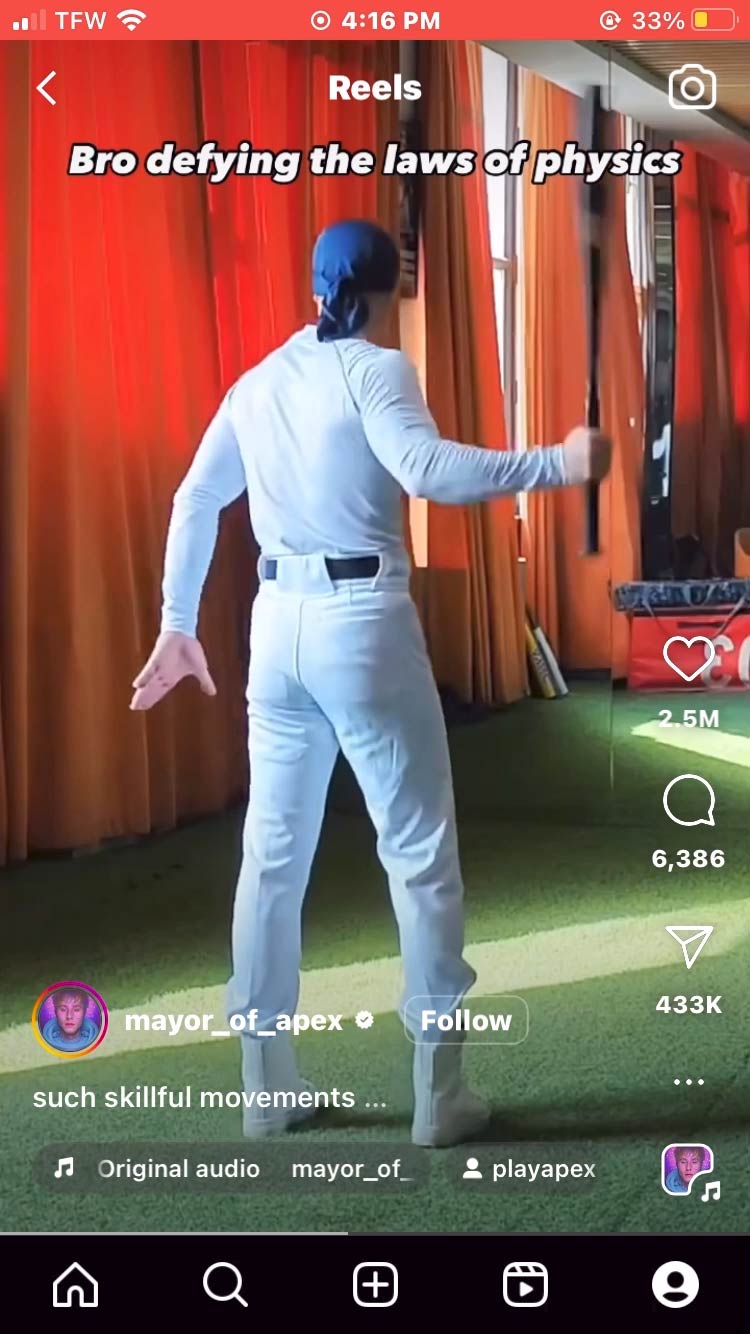 TFW 4:16 PM 33%
Reels
Bro defying the laws of physics
2.5M
6,386
433K
mayor_of_apex Follow
such skillful movements ...
Original audio mayor_of_ playapex